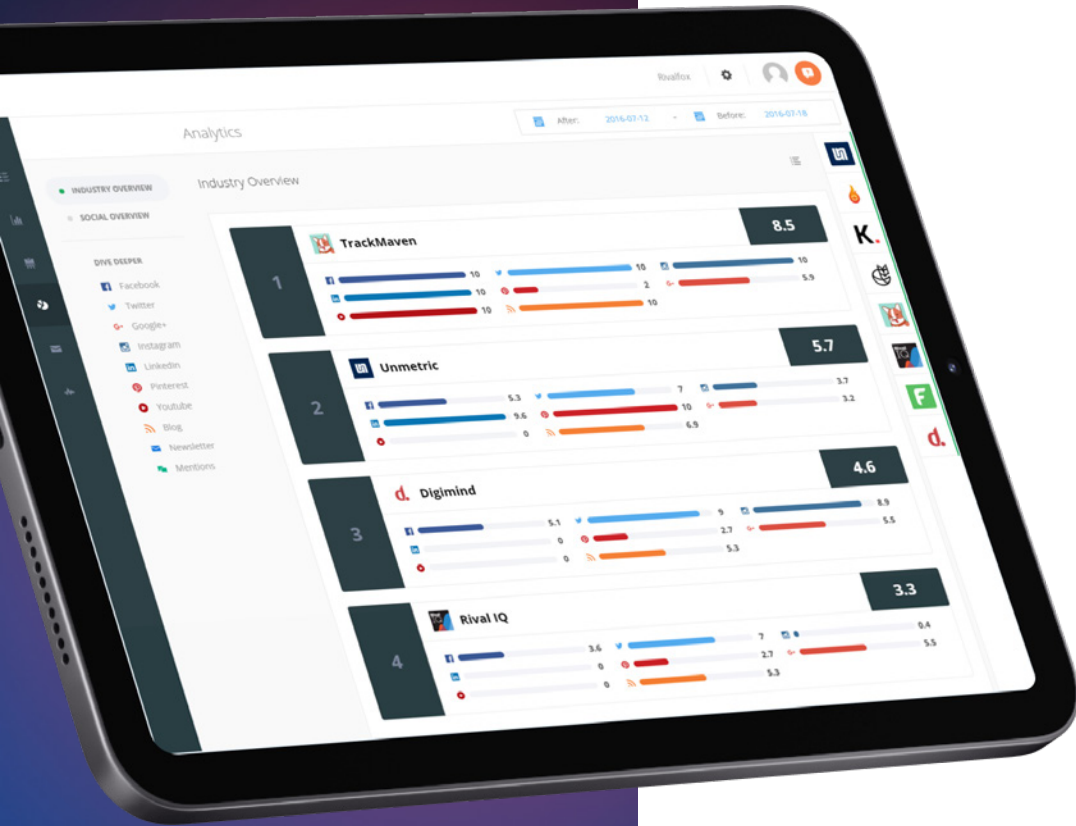 Rivalfox
Analytics
After: 2016-07-12 - Before: 2016-07-18
INDUSTRY OVERVIEW
SOCIAL OVERVIEW
DIVE DEEPER
Facebook
Twitter
Google+
Instagram
LinkedIn
Pinterest
Youtube
Blog
Newsletter
Mentions
Industry Overview
1 TrackMaven 8.5
10 10 10
10 2 5.9
10 10
2 Unmetric 5.7
5.3 7 3.7
9.6 10 3.2
0 6.9
3 d. Digimind 4.6
5.1 9 8.9
0 2.7 5.5
0 5.3
4 Rival IQ 3.3
3.6 7 0.4
0 2.7 5.5
0 5.3
K.
F
d.